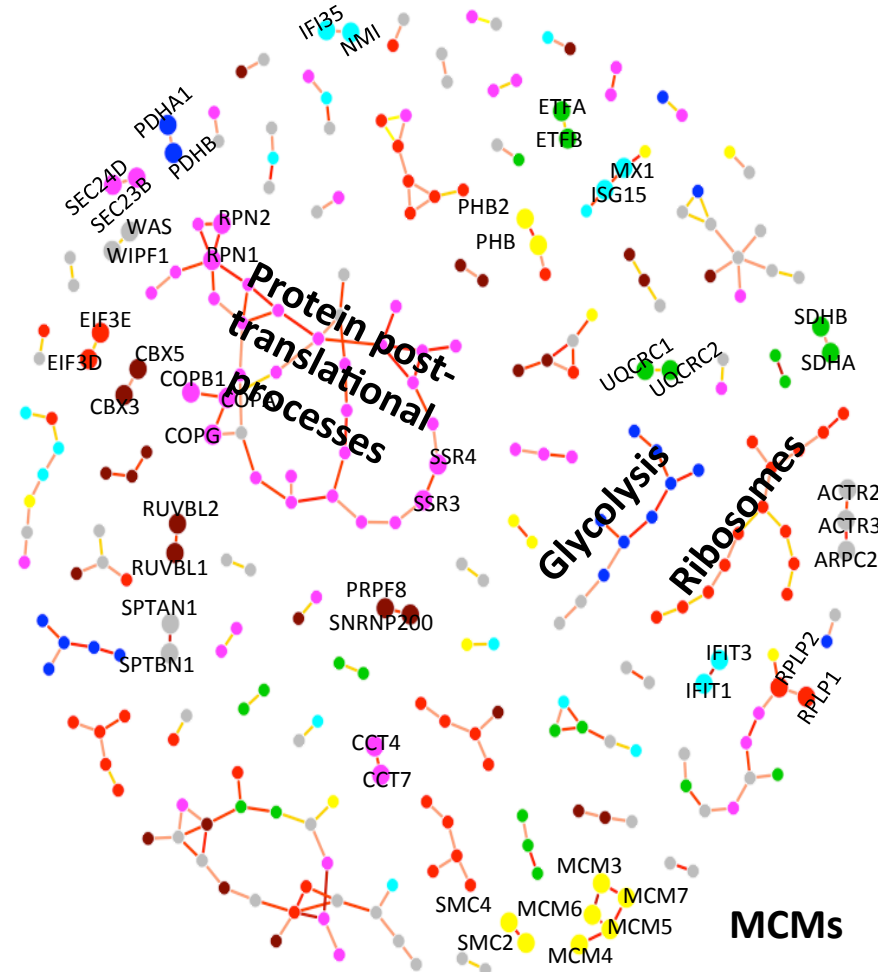 IFI35
NMI
PDHA1
PDHB
ETFA
ETFB
SEC24D
SEC23B
MX1
ISG15
WAS
WIPF1
RPN2
RPN1
PHB2
PHB
Protein post-
translational
processes
EIF3E
EIF3D
CBX5
CBX3
COPB1
COPA
COPG
SSR4
SSR3
UQCRC1
UQCRC2
SDHB
SDHA
Glycolysis
Ribosomes
ACTR2
ACTR3
ARPC2
RUVBL2
RUVBL1
SPTAN1
SPTBN1
PRPF8
SNRNP200
IFIT3
IFIT1
RPLP2
RPLP1
CCT4
CCT7
SMC4
SMC2
MCM3
MCM7
MCM6
MCM5
MCM4
MCMs